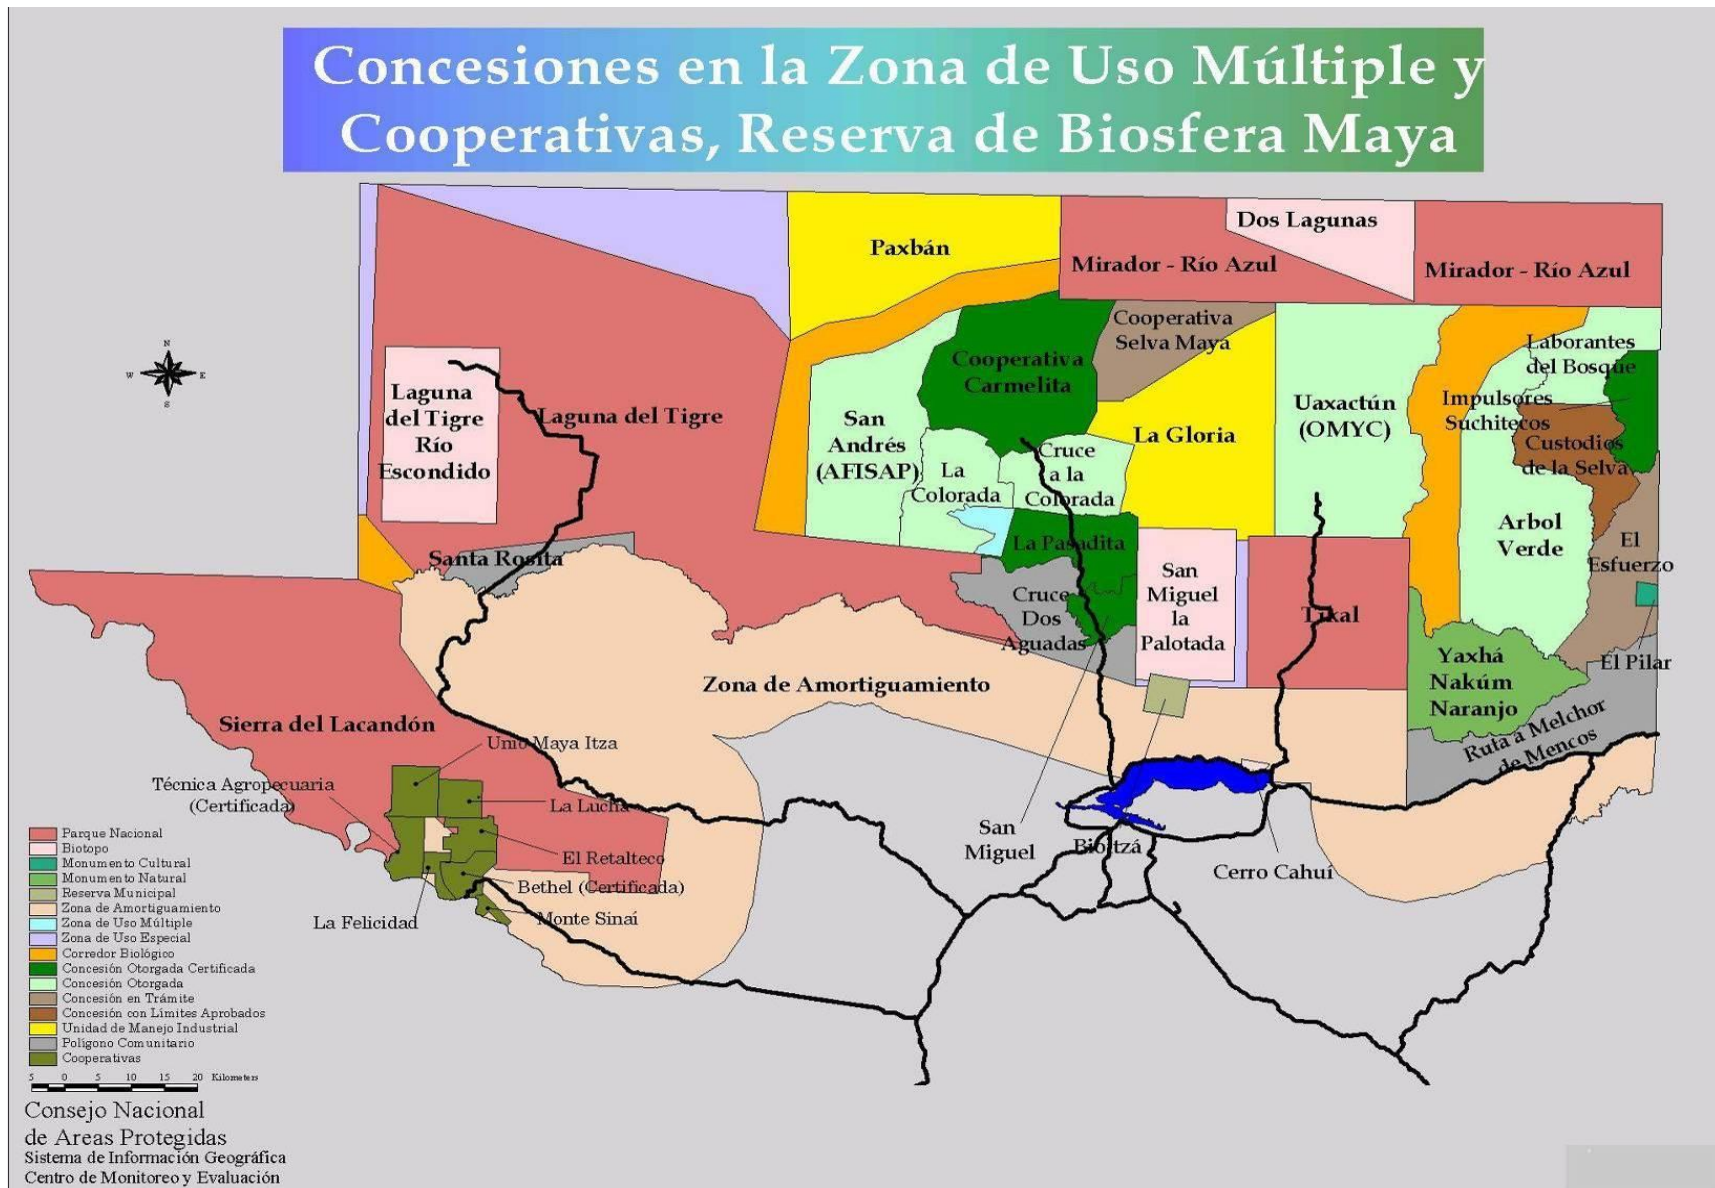 Concesiones en la Zona de Uso Múltiple y
Cooperativas, Reserva de Biosfera Maya
Dos Lagunas
Paxbán
Mirador - Río Azul
Mirador - Río Azul
Cooperativa
Selva Maya
Laborantes
del Bosque
Cooperativa
Carmelita
N
W
E
S
Laguna
del Tigre
Río
Escondido
Laguna del Tigre
San
Andrés
(AFISAP)
La Gloria
Uaxactún
(OMYC)
Impulsores
Suchitecos
Custodios
de la Selva
La
Colorada
Cruce
a la
Colorada
Arbol
Verde
Santa Rosita
La Pasadita
El
Esfuerzo
San
Miguel
la
Palotada
Cruce
Dos
Aguadas
Tikal
El Pilar
Yaxhá
Nakúm
Naranjo
Zona de Amortiguamiento
Sierra del Lacandón
Ruta a Melchor
de Mencos
Unio Maya Itza
Técnica Agropecuaria
(Certificada)
La Lucha
San
Miguel
Bioitzá
El Retalteco
Cerro Cahuí
Bethel (Certificada)
La Felicidad
Monte Sinaí
Parque Nacional
Biotopo
Monumento Cultural
Monumento Natural
Reserva Municipal
Zona de Amortiguamiento
Zona de Uso Múltiple
Zona de Uso Especial
Corredor Biológico
Concesión Otorgada Certificada
Concesión Otorgada
Concesión en Trámite
Concesión con Límites Aprobados
Unidad de Manejo Industrial
Polígono Comunitario
Cooperativas
5 0 5 10 15 20 Kilometers
Consejo Nacional
de Areas Protegidas
Sistema de Información Geográfica
Centro de Monitoreo y Evaluación